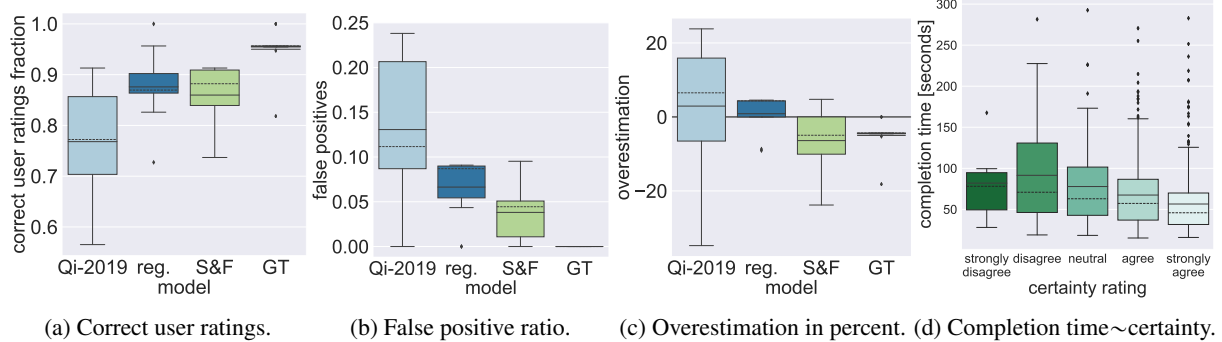 correct user ratings fraction
1.0
0.9
0.8
0.7
0.6
Qi-2019 reg. S&F GT
model
(a) Correct user ratings.
false positives
0.25
0.20
0.15
0.10
0.05
0.00
Qi-2019 reg. S&F GT
model
(b) False positive ratio.
overestimation
20
0
−20
Qi-2019 reg. S&F GT
model
(c) Overestimation in percent.
completion time [seconds]
300
250
200
150
100
50
strongly disagree neutral agree strongly
disagree agree
certainty rating
(d) Completion time~certainty.